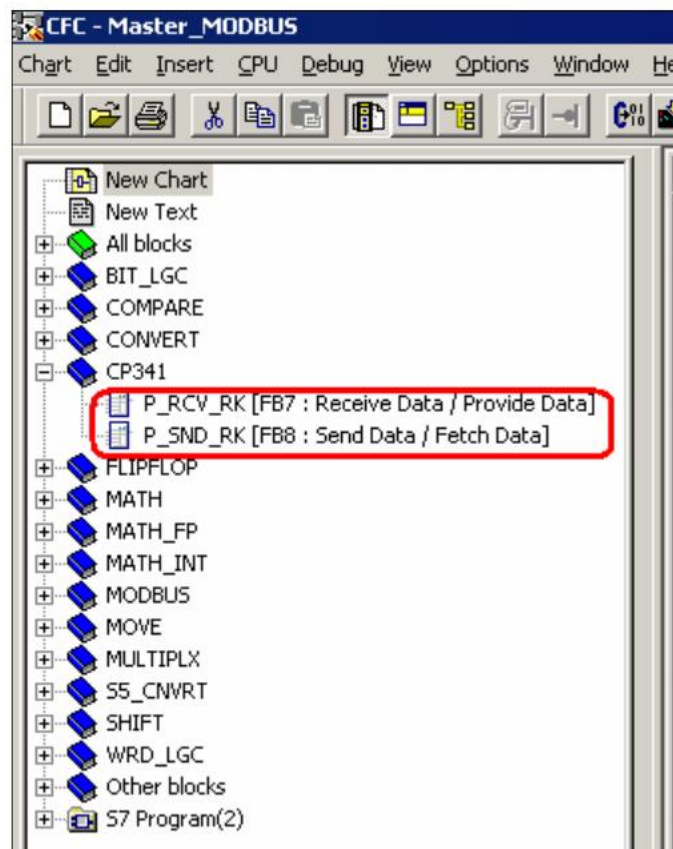 CFC - Master_MODBUS
Chart Edit Insert CPU Debug View Options Window
New Chart
New Text
All blocks
BIT_LGC
COMPARE
CONVERT
CP341
P_RCV_RK [FB7 : Receive Data / Provide Data]
P_SND_RK [FB8 : Send Data / Fetch Data]
FLIPFLOP
MATH
MATH_FP
MATH_INT
MODBUS
MOVE
MULTIPLX
S5_CNVRT
SHIFT
WRD_LGC
Other blocks
S7 Program(2)